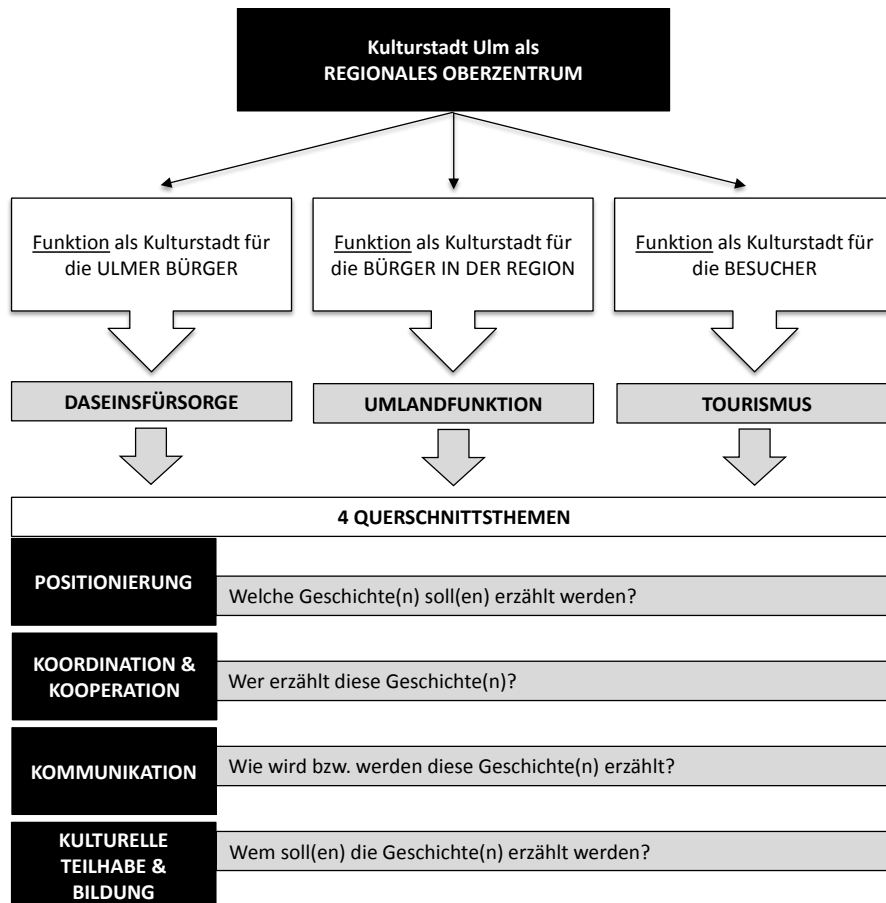 Kulturstadt Ulm als
REGIONALES OBERZENTRUM
Funktion als Kulturstadt für
die ULMER BÜRGER
Funktion als Kulturstadt für
die BÜRGER IN DER REGION
Funktion als Kulturstadt für
die BESUCHER
DASEINSFÜRSORGE
UMLANDFUNKTION
TOURISMUS
4 QUERSCHNITTSTHEMEN
POSITIONIERUNG
Welche Geschichte(n) soll(en) erzählt werden?
KOORDINATION &
KOOPERATION
Wer erzählt diese Geschichte(n)?
KOMMUNIKATION
Wie wird bzw. werden diese Geschichte(n) erzählt?
KULTURELLE
TEILHABE &
BILDUNG
Wem soll(en) die Geschichte(n) erzählt werden?